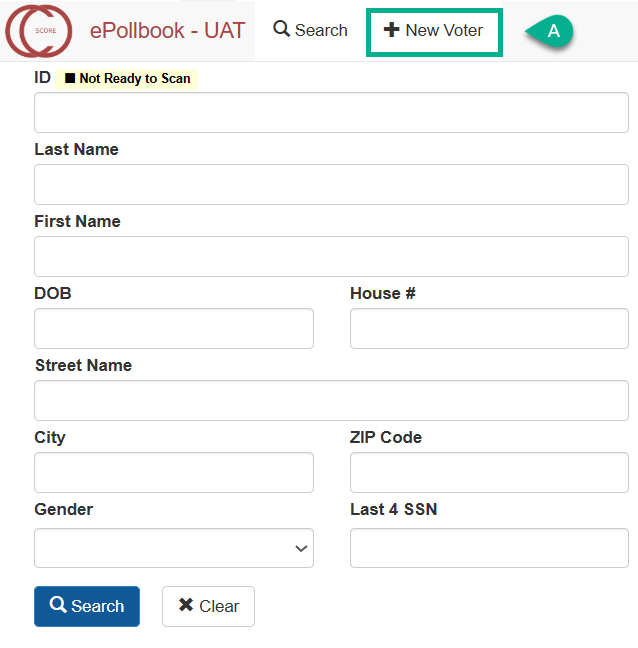 SCORE ePollbook - UAT Search New Voter A
ID Not Ready to Scan
Last Name
First Name
DOB House #
Street Name
City ZIP Code
Gender Last 4 SSN
Search Clear